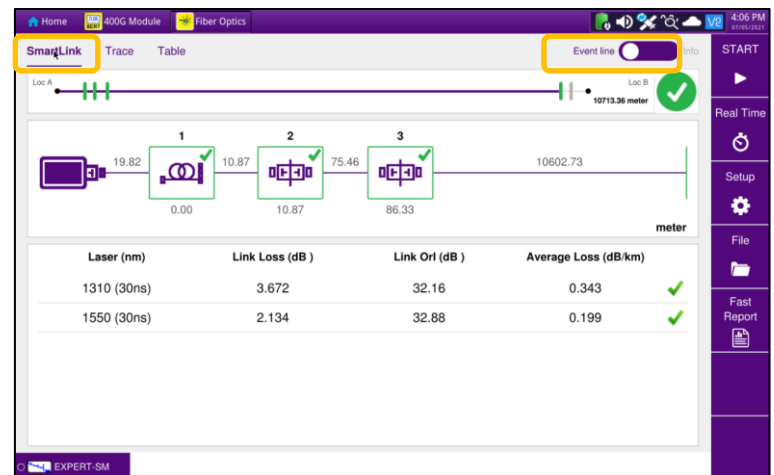 Home 400G Module Fiber Optics V2 4:06 PM
07/05/2021
SmartLink Trace Table Event line Info
START
Loc A Loc B
10713.36 meter
Real Time
1 2 3
19.82 10.87 75.46 10602.73
0.00 10.87 86.33
meter
Setup
File
Laser (nm) Link Loss (dB ) Link Orl (dB ) Average Loss (dB/km)
1310 (30ns) 3.672 32.16 0.343
1550 (30ns) 2.134 32.88 0.199
Fast
Report
EXPERT-SM